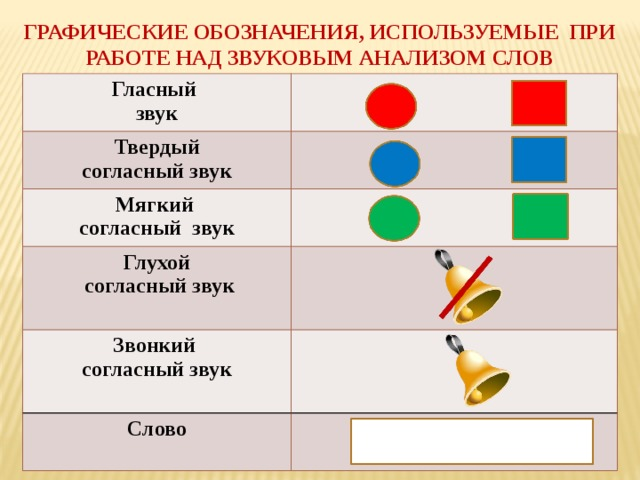 ГРАФИЧЕСКИЕ ОБОЗНАЧЕНИЯ, ИСПОЛЬЗУЕМЫЕ ПРИ
РАБОТЕ НАД ЗВУКОВЫМ АНАЛИЗОМ СЛОВ
Гласный
звук
Твердый
согласный звук
Мягкий
согласный звук
Глухой
согласный звук
Звонкий
согласный звук
Слово